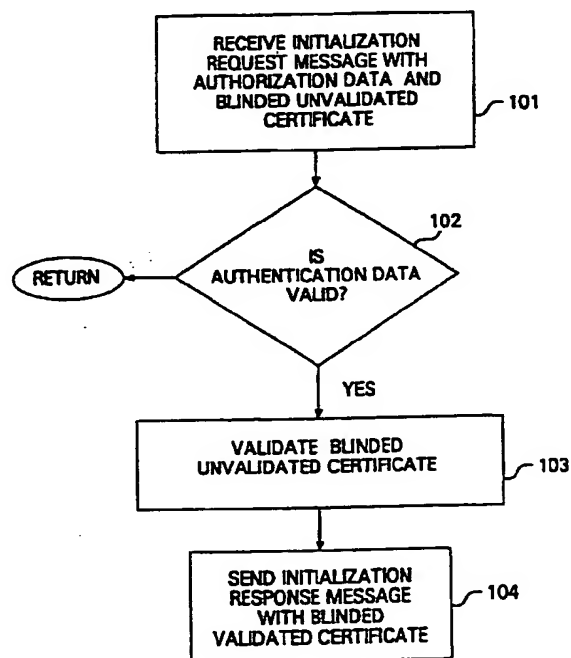 RECEIVE INITIALIZATION
REQUEST MESSAGE WITH
AUTHORIZATION DATA AND
BLINDED UNVALIDATED
CERTIFICATE
101
102
IS
AUTHENTICATION DATA
VALID?
RETURN
YES
VALIDATE BLINDED
UNVALIDATED CERTIFICATE
103
SEND INITIALIZATION
RESPONSE MESSAGE
WITH BLINDED
VALIDATED CERTIFICATE
104